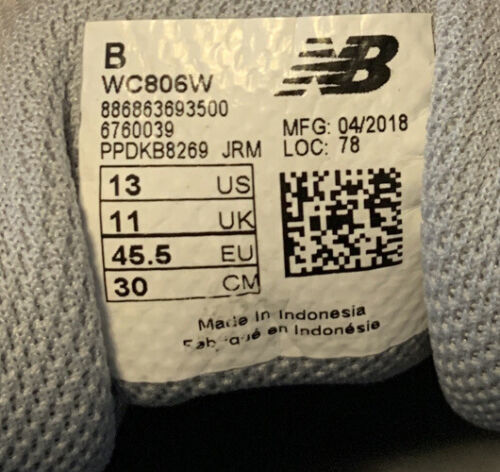 B
NB
WC806W
886863693500
6760039
MFG: 04/2018
PPDKB8269 JRM
LOC: 78
13 US
11 UK
45.5 EU
30 CM
Made in Indonesia
Fabriqué en Indonésie